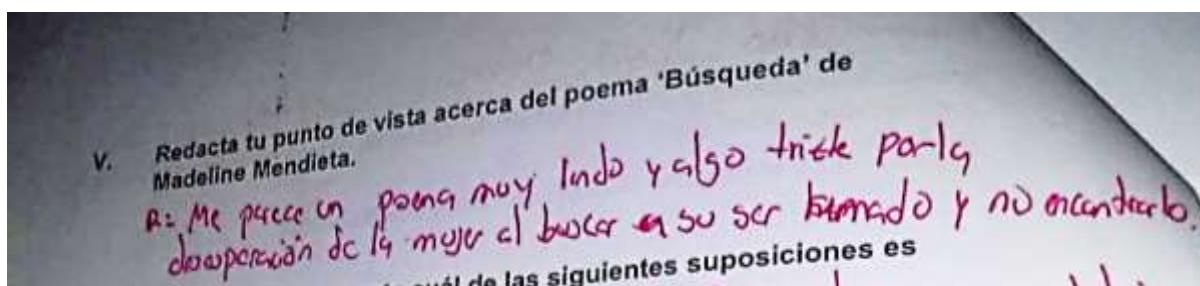 V. Redacta tu punto de vista acerca del poema 'Búsqueda' de
Madeline Mendieta.
R= Me parece un poema muy lindo y algo triste por la
desesperación de la mujer al buscar a su ser y no encontrarlo.
cuál de las siguientes suposiciones es